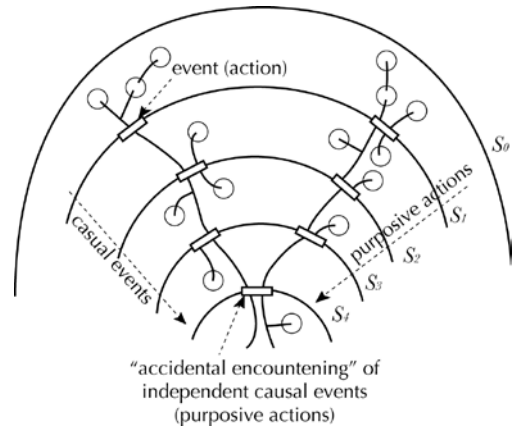 event (action)
S₀
purposive actions
S₁
casual events
S₂
S₃
S₄
"accidental encountening" of
independent causal events
(purposive actions)